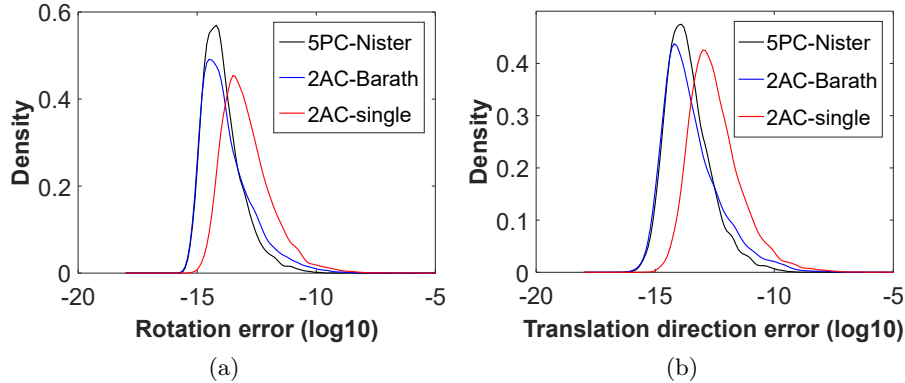 0.6
0.4
0.2
0
Density
5PC-Nister
2AC-Barath
2AC-single
-20
-15
-10
-5
Rotation error (log10)
(a)
0.4
0.3
0.2
0.1
0
Density
5PC-Nister
2AC-Barath
2AC-single
-20
-15
-10
-5
Translation direction error (log10)
(b)